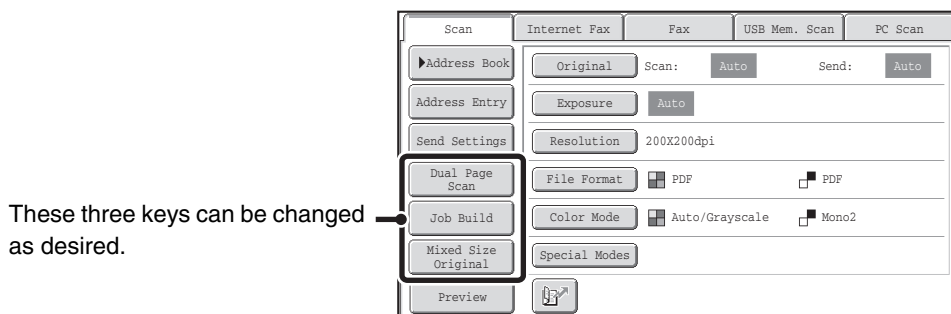 Scan Internet Fax Fax USB Mem. Scan PC Scan
Address Book Original Scan: Auto Send: Auto
Address Entry Exposure Auto
Send Settings Resolution 200X200dpi
Dual Page
Scan
File Format PDF PDF
These three keys can be changed
as desired.
Job Build Color Mode Auto/Grayscale Mono2
Mixed Size
Original
Special Modes
Preview